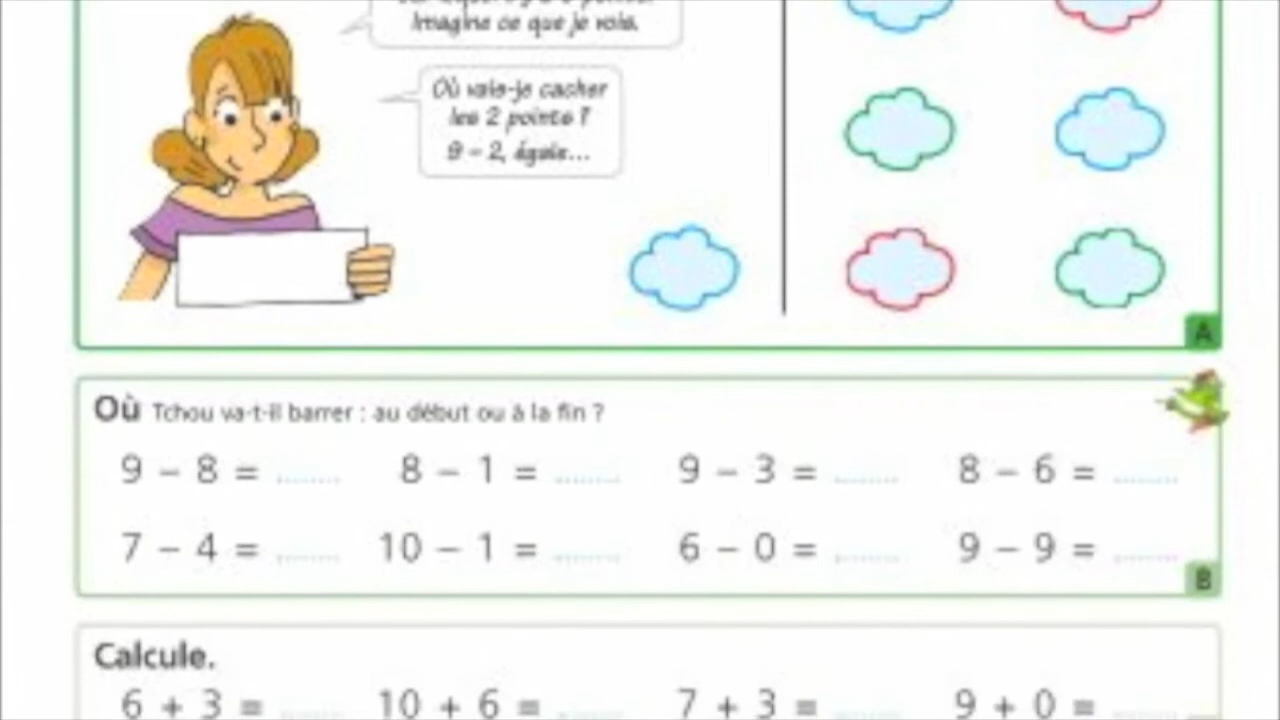 Imagine ce que je vois.
Où vais-je cacher
les 2 points ?
9 – 2, égale...
A
Où Tchou va-t-il barrer : au début ou à la fin ?
9 – 8 = ........ 8 – 1 = ........ 9 – 3 = ........ 8 – 6 = ........
7 – 4 = ........ 10 – 1 = ........ 6 – 0 = ........ 9 – 9 = ........
B
Calcule.
6 + 3 = ........ 10 + 6 = ........ 7 + 3 = ........ 9 + 0 = ........